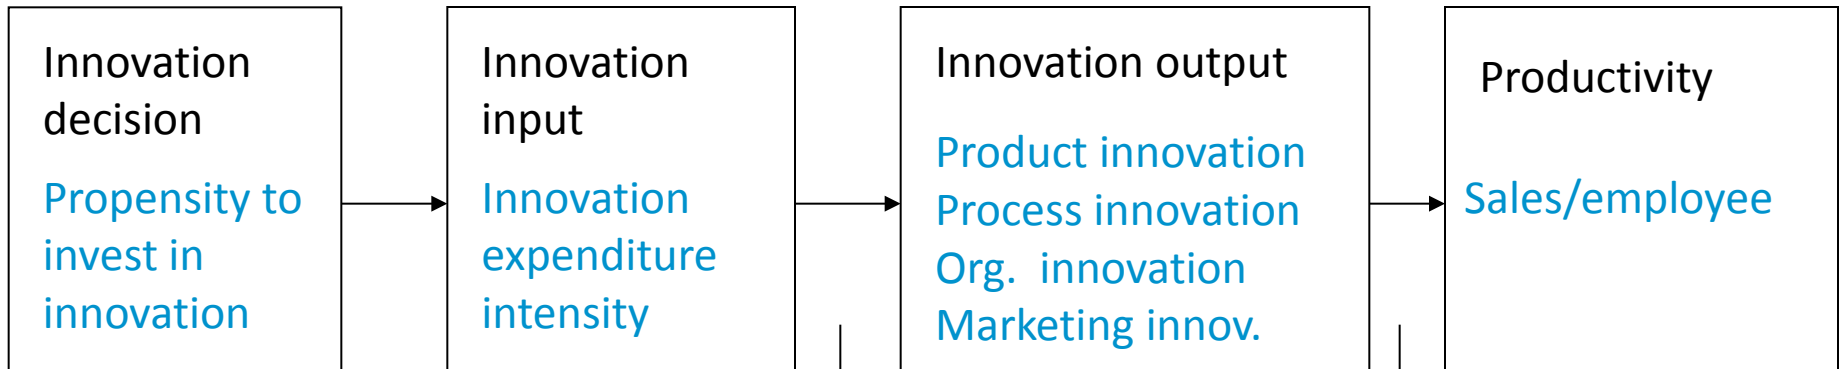 Innovation
decision
Propensity to
invest in
innovation
Innovation
input
Innovation
expenditure
intensity
Innovation output
Product innovation
Process innovation
Org.  innovation
Marketing innov.
Productivity
Sales/employee